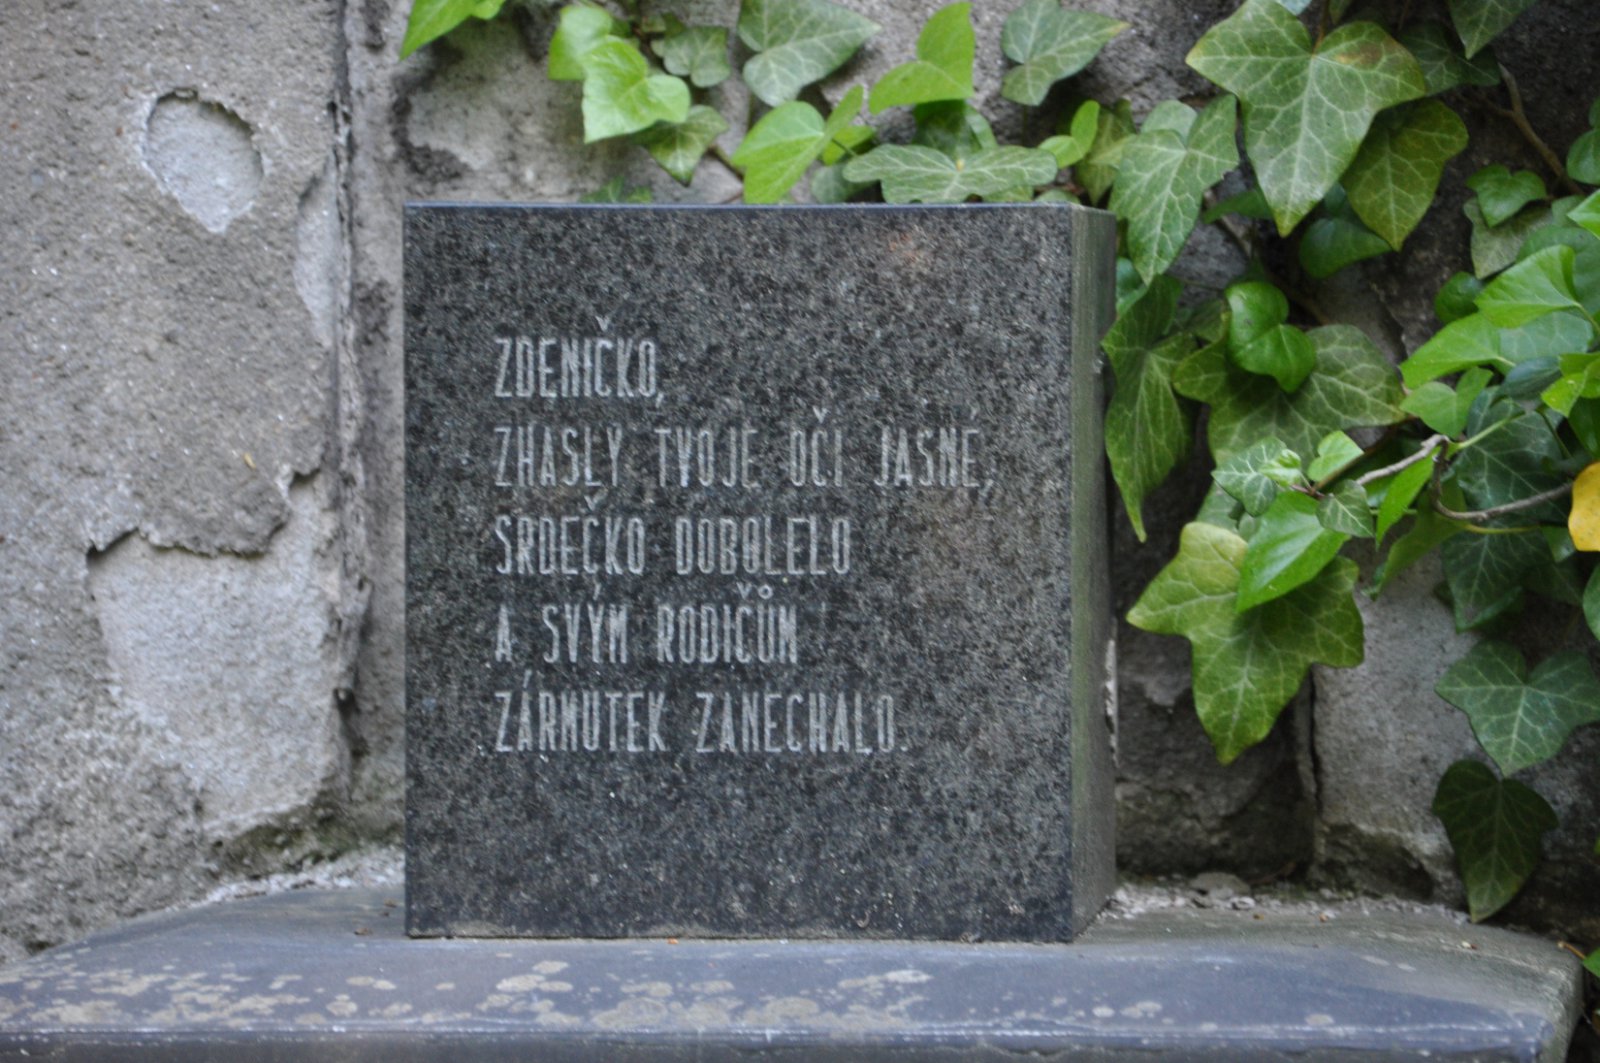 ZDENIČKO,
ZHASLY TVOJE OČI JASNÉ,
SRDEČKO DOBOLELO
A SVÝM RODIČŮM
ZÁRMUTEK ZANECHALO.